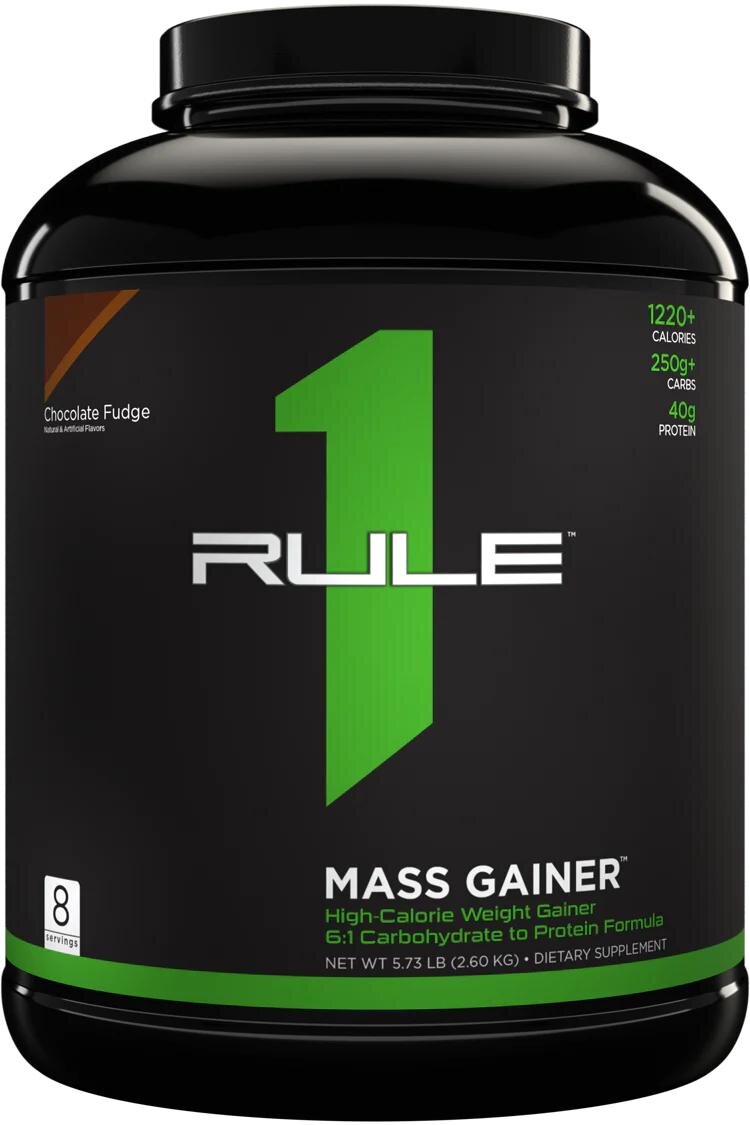 1220+
CALORIES
250g+
CARBS
40g
PROTEIN
Chocolate Fudge
Natural & Artificial Flavors
1
RULE™
MASS GAINER™
High-Calorie Weight Gainer
6:1 Carbohydrate to Protein Formula
NET WT 5.73 LB (2.60 KG) • DIETARY SUPPLEMENT
8
servings